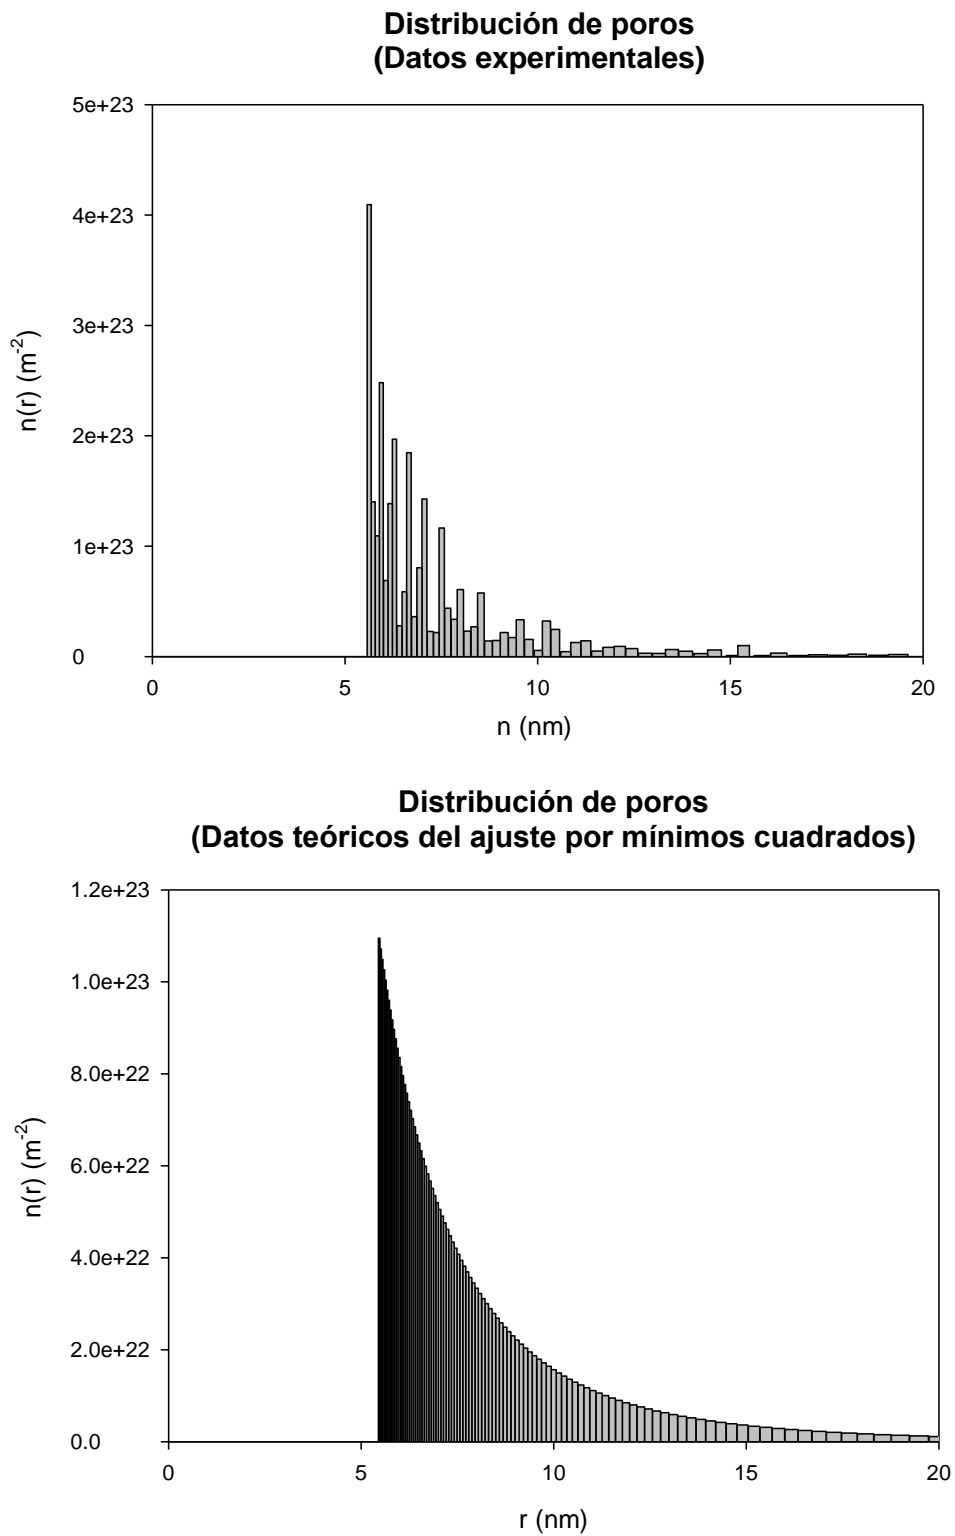 Distribución de poros
(Datos experimentales)
5e+23
4e+23
3e+23
2e+23
1e+23
0
n(r) (m-2)
0 5 10 15 20
n (nm)
Distribución de poros
(Datos teóricos del ajuste por mínimos cuadrados)
1.2e+23
1.0e+23
8.0e+22
6.0e+22
4.0e+22
2.0e+22
0.0
n(r) (m-2)
0 5 10 15 20
r (nm)